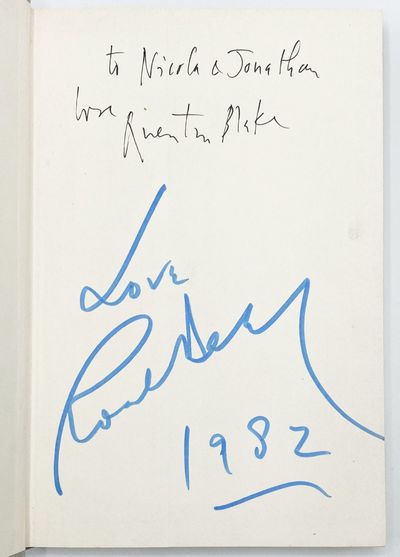 to Nicola & Jonathan
love
Quentin Blake
Love
Roald Dahl
1982